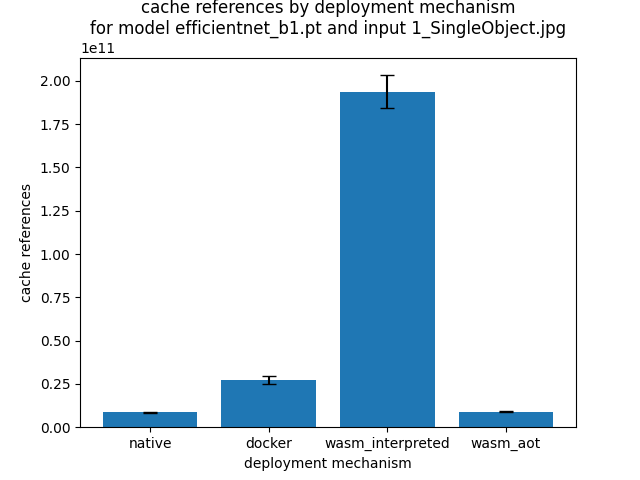 cache references by deployment mechanism
for model efficientnet_b1.pt and input 1_SingleObject.jpg
1e11
2.00
1.75
1.50
1.25
1.00
0.75
0.50
0.25
0.00
cache references
native docker wasm_interpreted wasm_aot
deployment mechanism